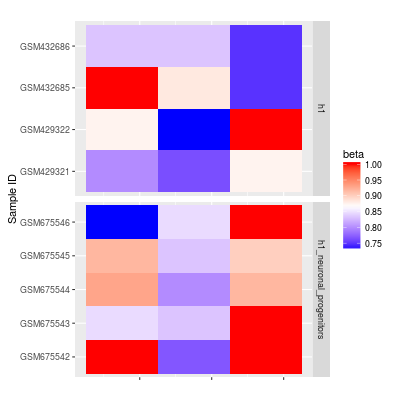 GSM432686
GSM432685
GSM429322
GSM429321
h1
GSM675546
GSM675545
GSM675544
GSM675543
GSM675542
h1_neuronal_progenitors
Sample ID
beta
1.00
0.95
0.90
0.85
0.80
0.75